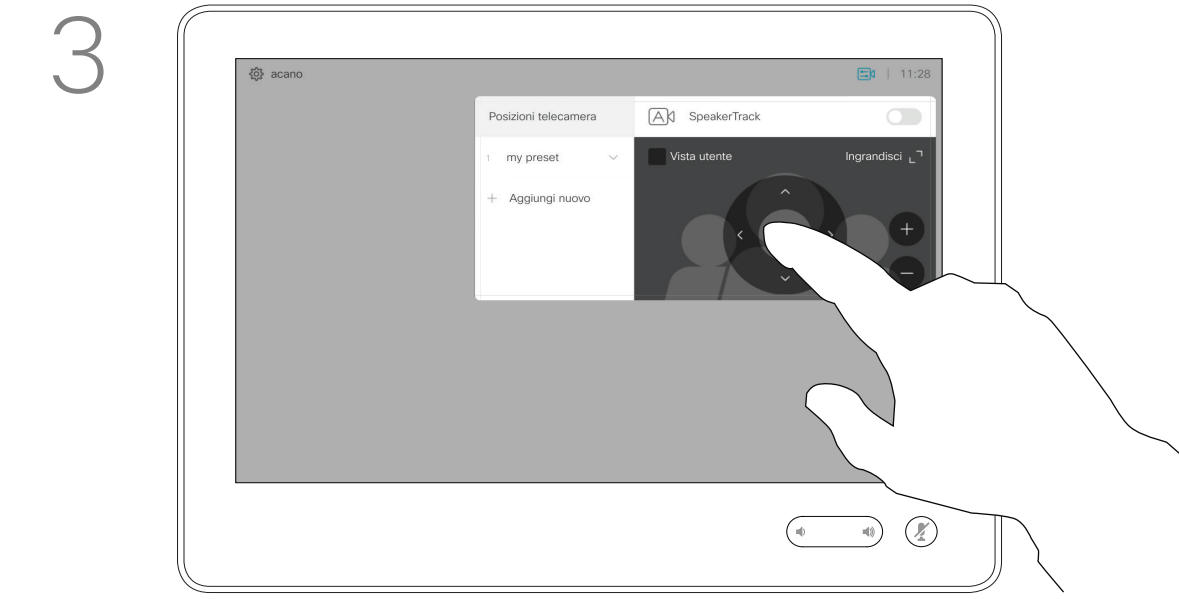 3
acano
11:28
Posizioni telecamera
SpeakerTrack
1 my preset
Vista utente
Ingrandisci
+ Aggiungi nuovo